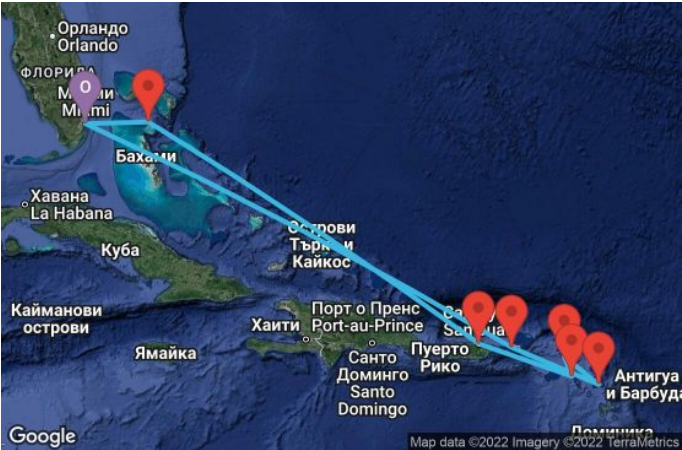 Орландо
Orlando
ФЛОРИДА
O
Miami
Бахами
Хавана
La Habana
Куба
Острови
Търкс и
Кайкос
Кайманови
острови
Ямайка
Хаити
Порт о Пренс
Port-au-Prince
Санто
Доминго
Santo
Domingo
Пуерто
Рико
Антигуа
и Барбуда
Доминика
Google
Map data ©2022 Imagery ©2022 TerraMetrics